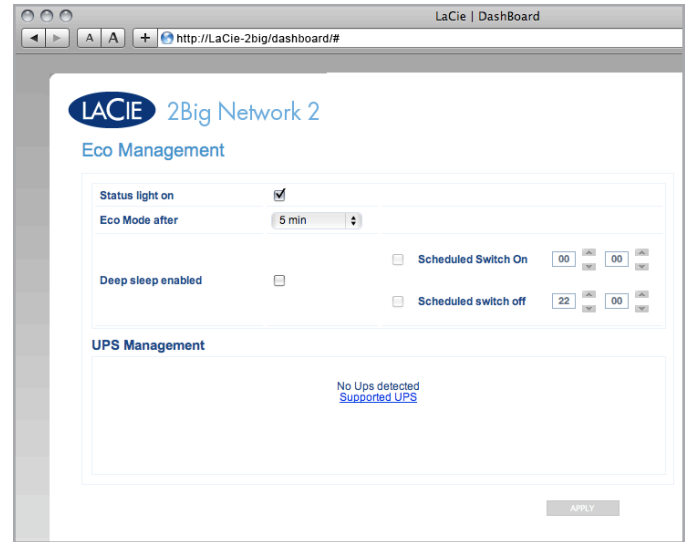 LaCie | DashBoard
A A + http://LaCie-2big/dashboard/#
LACIE 2Big Network 2
Eco Management
Status light on
Eco Mode after 5 min
Scheduled Switch On 00 00
Deep sleep enabled
Scheduled switch off 22 00
UPS Management
No Ups detected
Supported UPS
APPLY